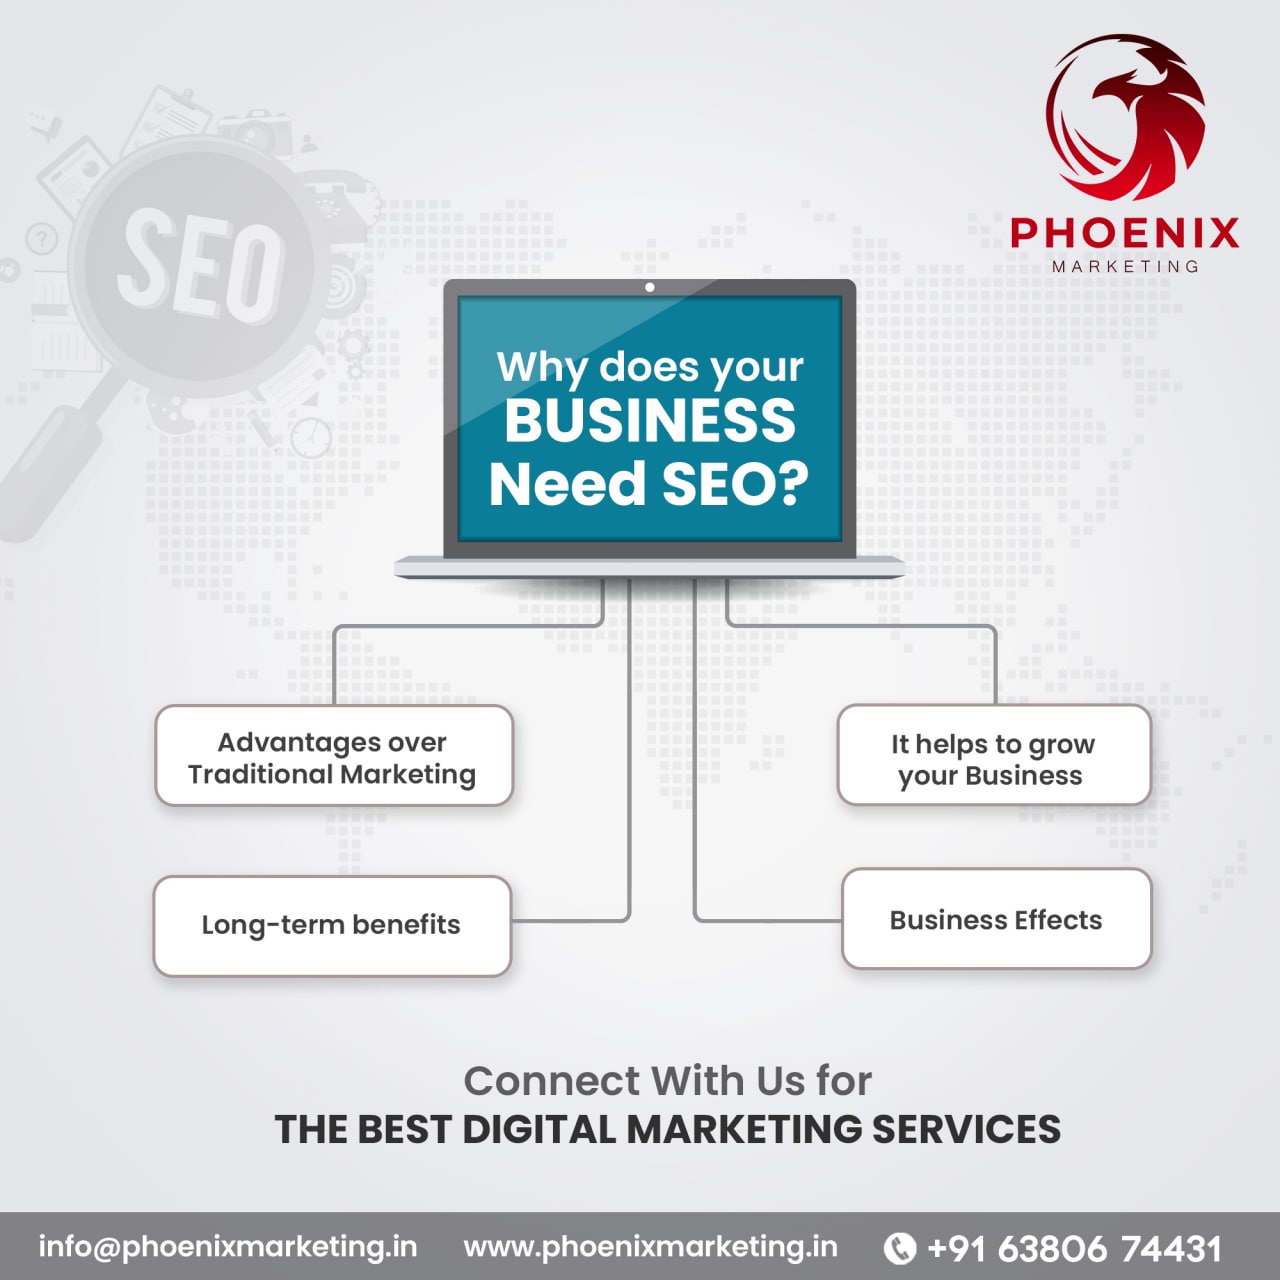 PHOENIX
MARKETING
SEO
Why does your
BUSINESS
Need SEO?
Advantages over
Traditional Marketing
It helps to grow
your Business
Long-term benefits
Business Effects
Connect With Us for
THE BEST DIGITAL MARKETING SERVICES
info@phoenixmarketing.in www.phoenixmarketing.in +91 63806 74431